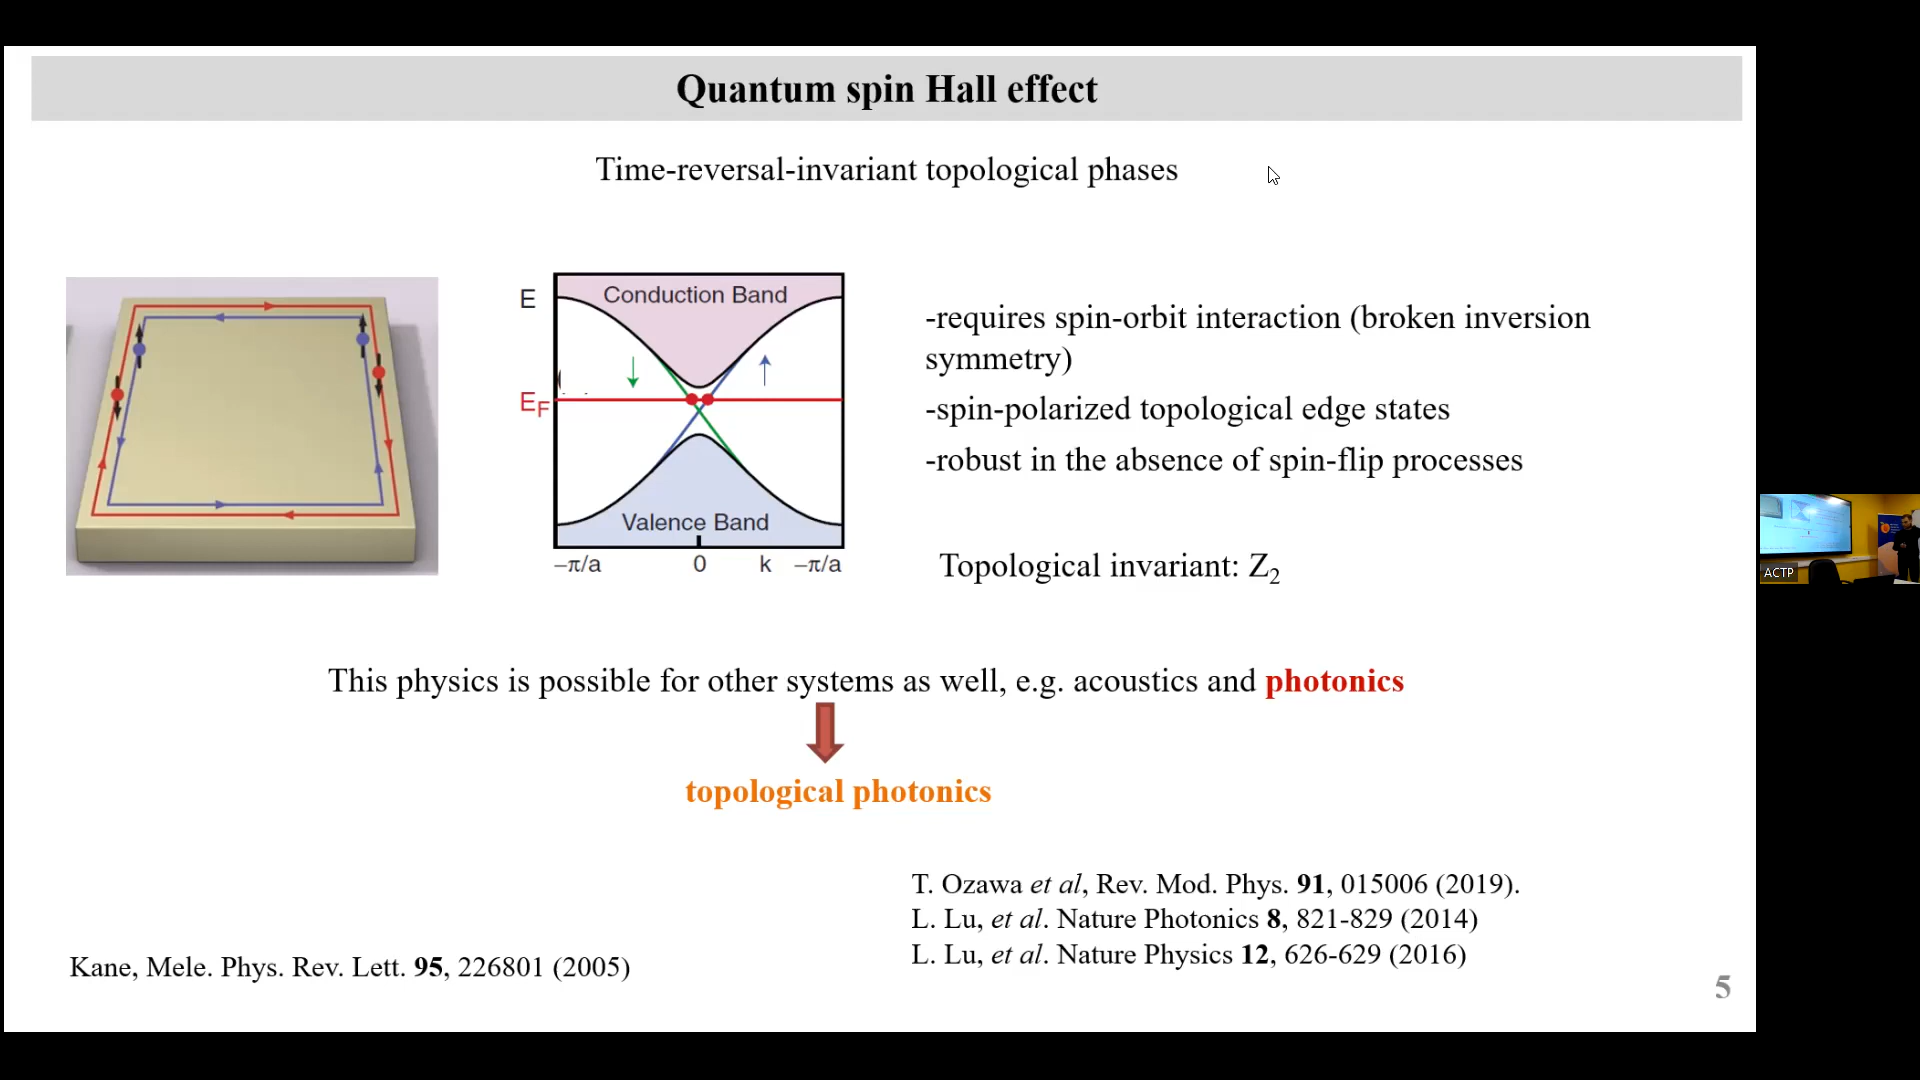 Quantum spin Hall effect
Time-reversal-invariant topological phases
E
Conduction Band
E_F
Valence Band
−π/a
0
k
−π/a
-requires spin-orbit interaction (broken inversion
symmetry)
-spin-polarized topological edge states
-robust in the absence of spin-flip processes
Topological invariant: Z₂
This physics is possible for other systems as well, e.g. acoustics and photonics
topological photonics
T. Ozawa et al, Rev. Mod. Phys. 91, 015006 (2019).
L. Lu, et al. Nature Photonics 8, 821-829 (2014)
L. Lu, et al. Nature Physics 12, 626-629 (2016)
Kane, Mele. Phys. Rev. Lett. 95, 226801 (2005)
5
ACTP